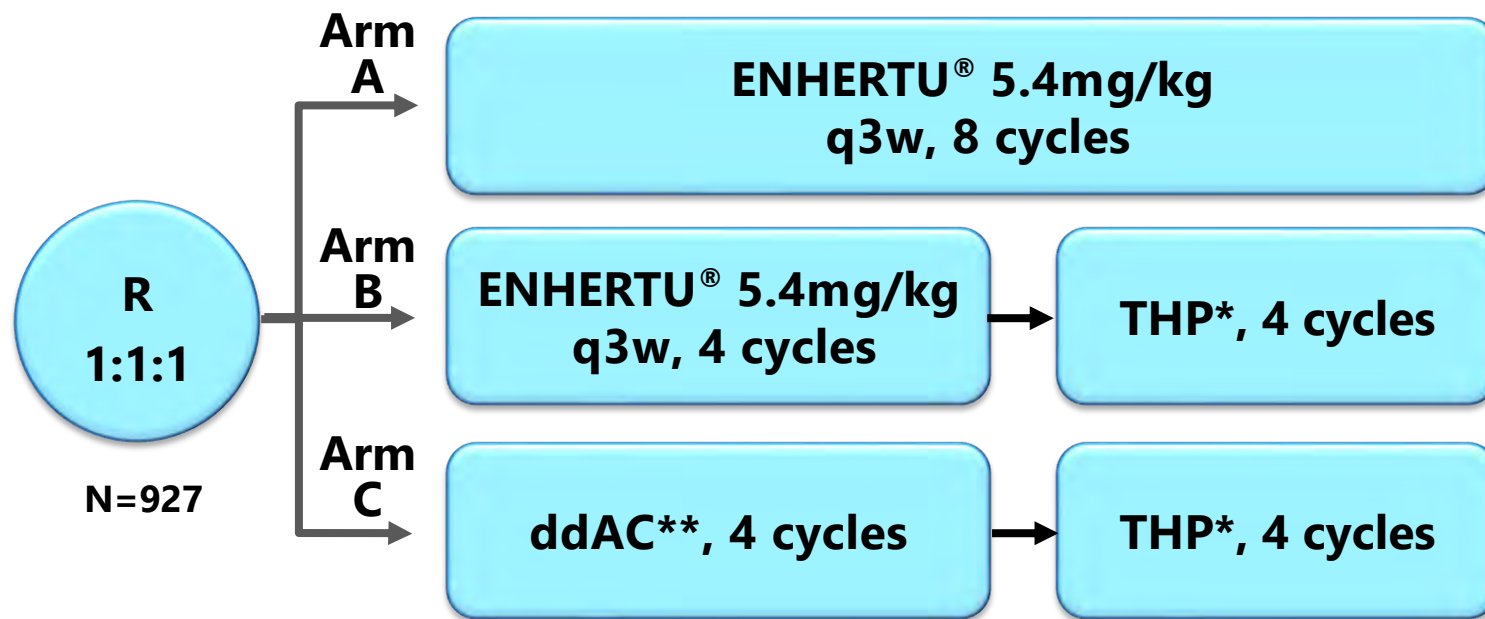 R
1:1:1
N=927
Arm
A
ENHERTU® 5.4mg/kg
q3w, 8 cycles
Arm
B
ENHERTU® 5.4mg/kg
q3w, 4 cycles
THP*, 4 cycles
Arm
C
ddAC**, 4 cycles
THP*, 4 cycles